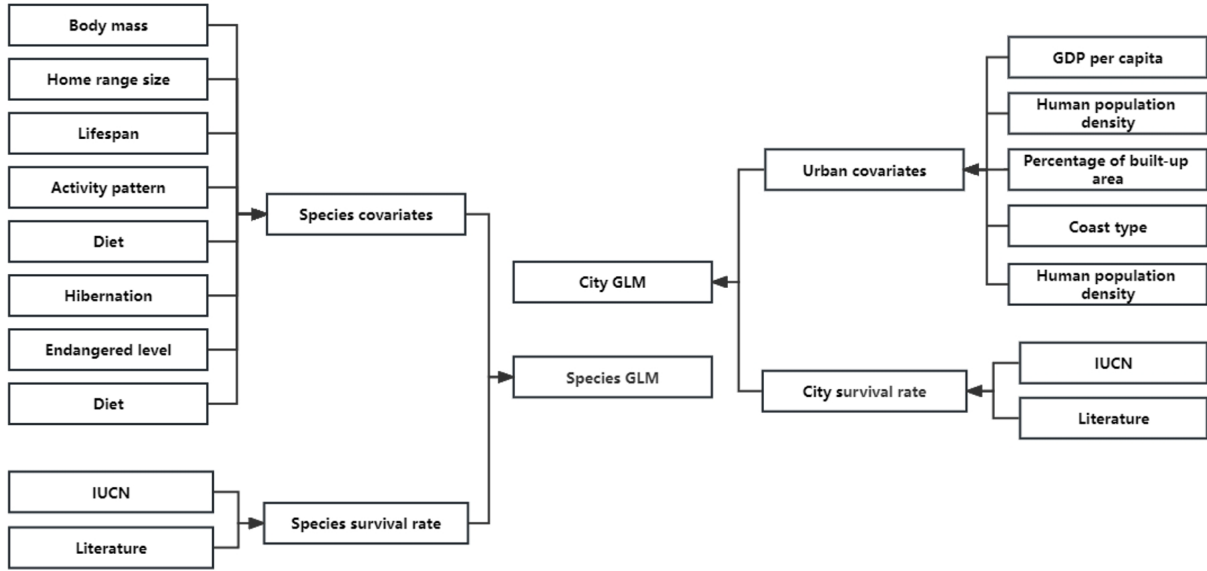 Body mass
Home range size
Lifespan
Activity pattern
Diet
Hibernation
Endangered level
Diet
IUCN
Literature
Species covariates
Species survival rate
City GLM
Species GLM
Urban covariates
City survival rate
GDP per capita
Human population
density
Percentage of built-up
area
Coast type
Human population
density
IUCN
Literature